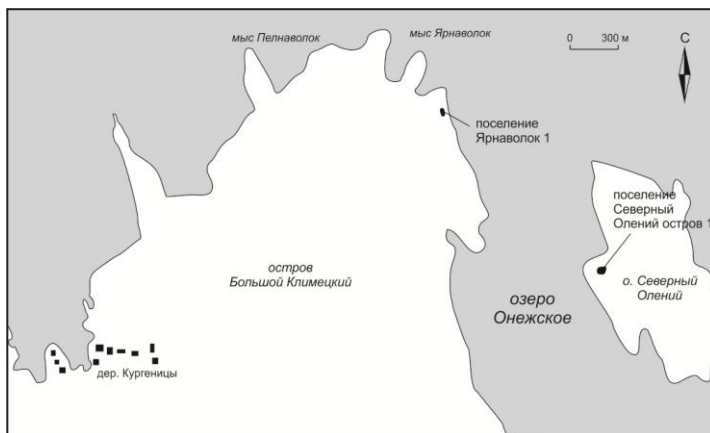 мыс Пелнаволок
мыс Ярнаволок
0 300 м
С
поселение
Ярнаволок 1
поселение
Северный
Олений остров 1
остров
Большой Климецкий
о. Северный
Олений
озеро
Онежское
дер. Кургеницы